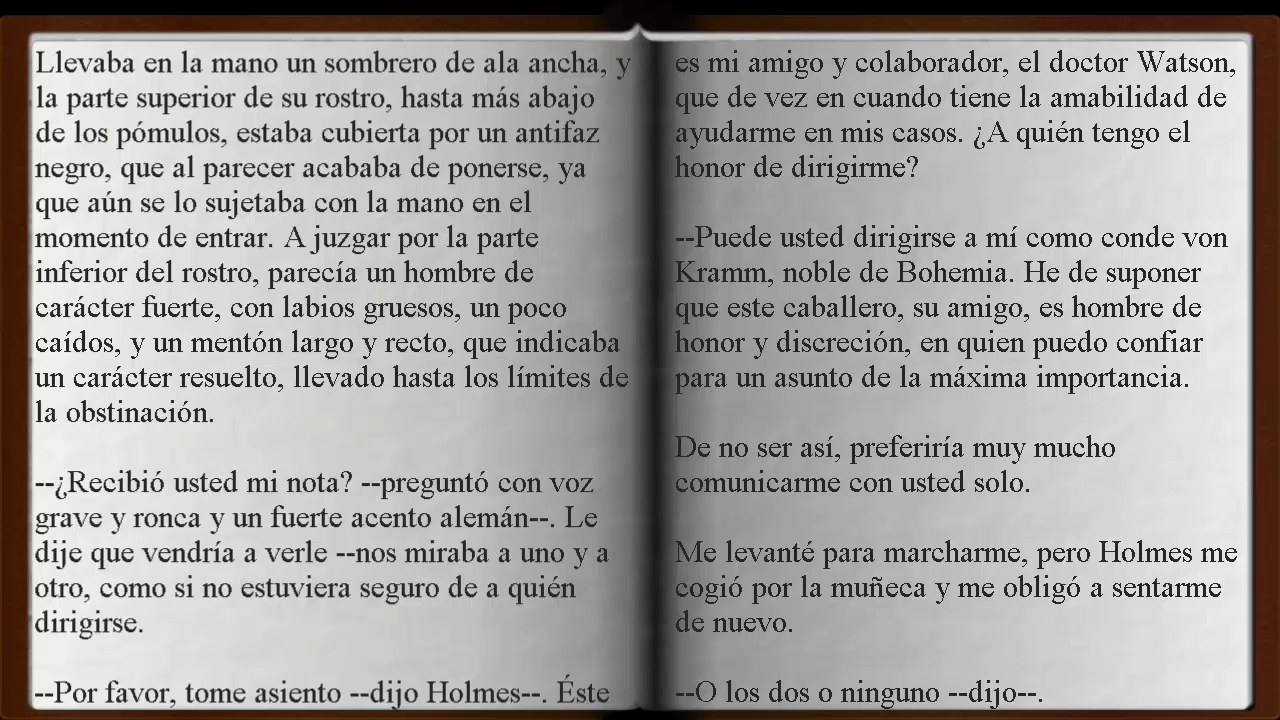 Llevaba en la mano un sombrero de ala ancha, y
la parte superior de su rostro, hasta más abajo
de los pómulos, estaba cubierta por un antifaz
negro, que al parecer acababa de ponerse, ya
que aún se lo sujetaba con la mano en el
momento de entrar. A juzgar por la parte
inferior del rostro, parecía un hombre de
carácter fuerte, con labios gruesos, un poco
caídos, y un mentón largo y recto, que indicaba
un carácter resuelto, llevado hasta los límites de
la obstinación.
--¿Recibió usted mi nota? --preguntó con voz
grave y ronca y un fuerte acento alemán--. Le
dije que vendría a verle --nos miraba a uno y a
otro, como si no estuviera seguro de a quién
dirigirse.
--Por favor, tome asiento --dijo Holmes--. Éste
es mi amigo y colaborador, el doctor Watson,
que de vez en cuando tiene la amabilidad de
ayudarme en mis casos. ¿A quién tengo el
honor de dirigirme?
--Puede usted dirigirse a mí como conde von
Kramm, noble de Bohemia. He de suponer
que este caballero, su amigo, es hombre de
honor y discreción, en quien puedo confiar
para un asunto de la máxima importancia.
De no ser así, preferiría muy mucho
comunicarme con usted solo.
Me levanté para marcharme, pero Holmes me
cogió por la muñeca y me obligó a sentarme
de nuevo.
--O los dos o ninguno --dijo--.